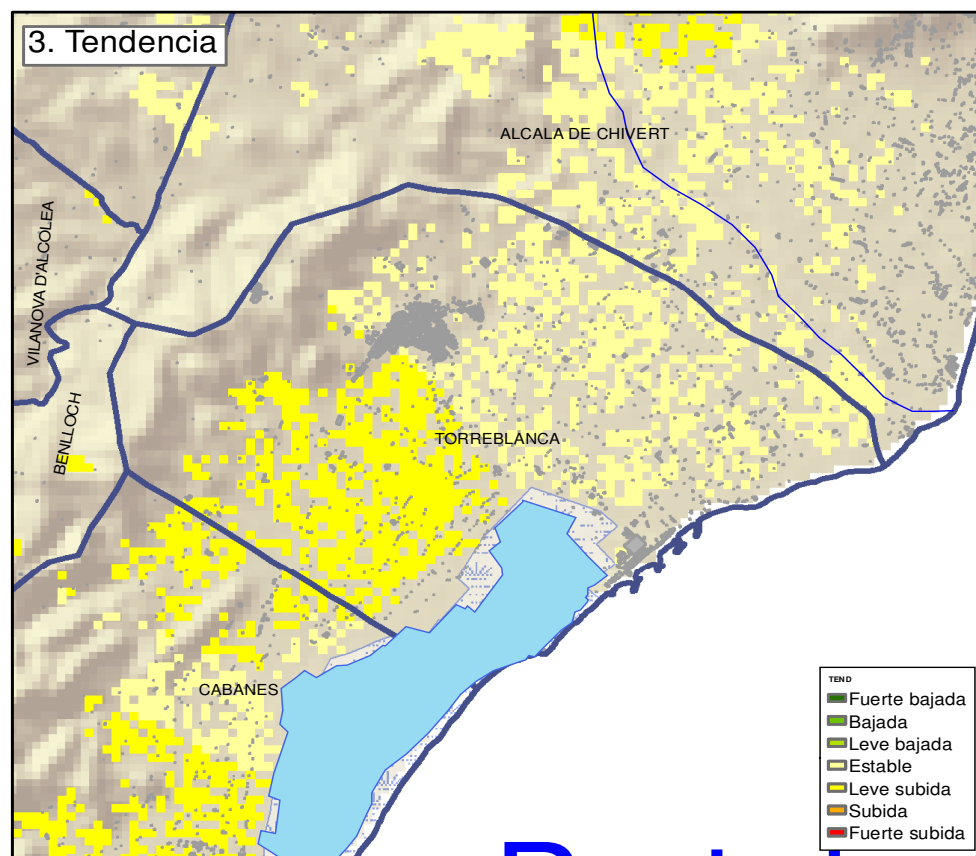 3. Tendencia
ALCALA DE CHIVERT
VILANOVA D'ALCOLEA
BENLLOCH
TORREBLANCA
CABANES
TEND
Fuerte bajada
Bajada
Leve bajada
Estable
Leve subida
Subida
Fuerte subida